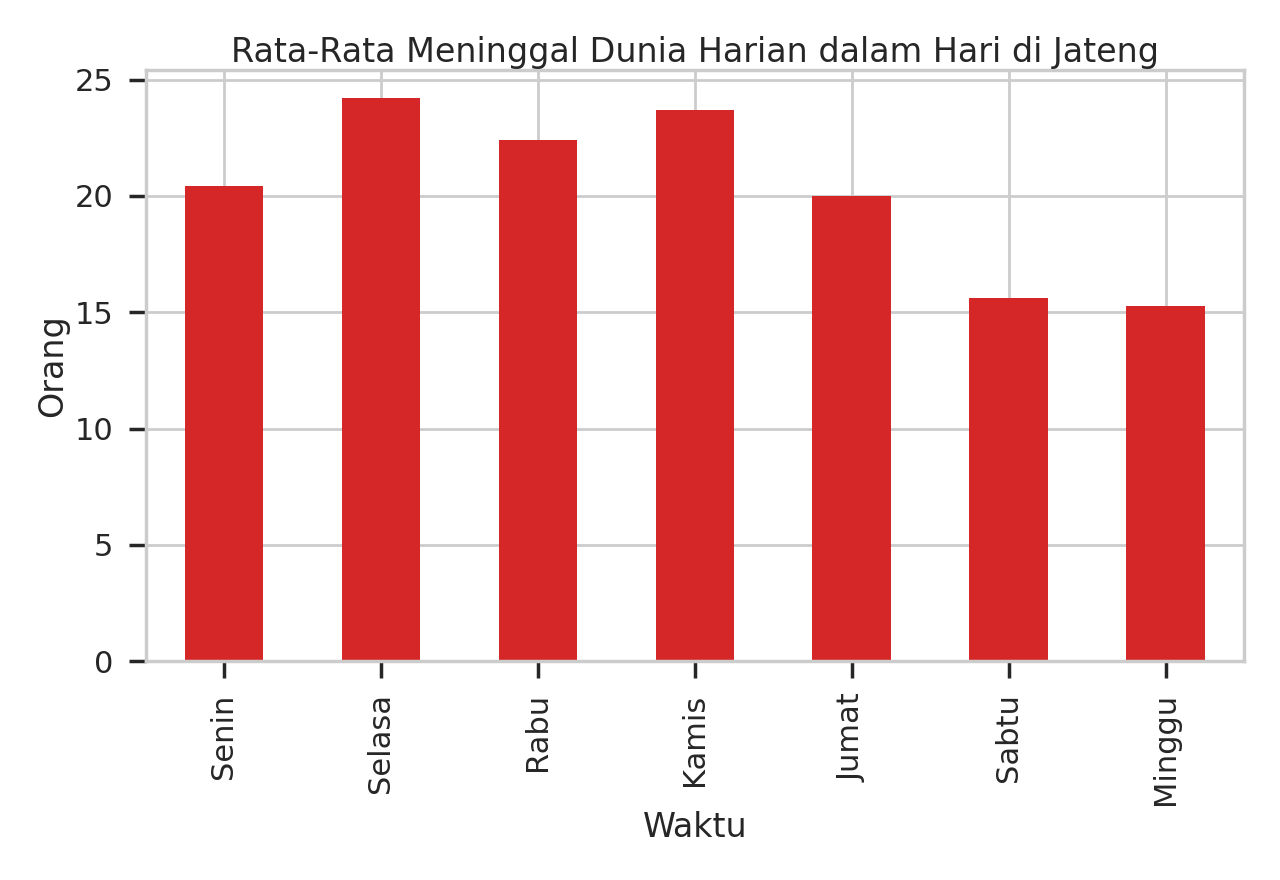 Rata-Rata Meninggal Dunia Harian dalam Hari di Jateng
25
20
15
10
5
0
Orang
Senin
Selasa
Rabu
Kamis
Jumat
Sabtu
Minggu
Waktu